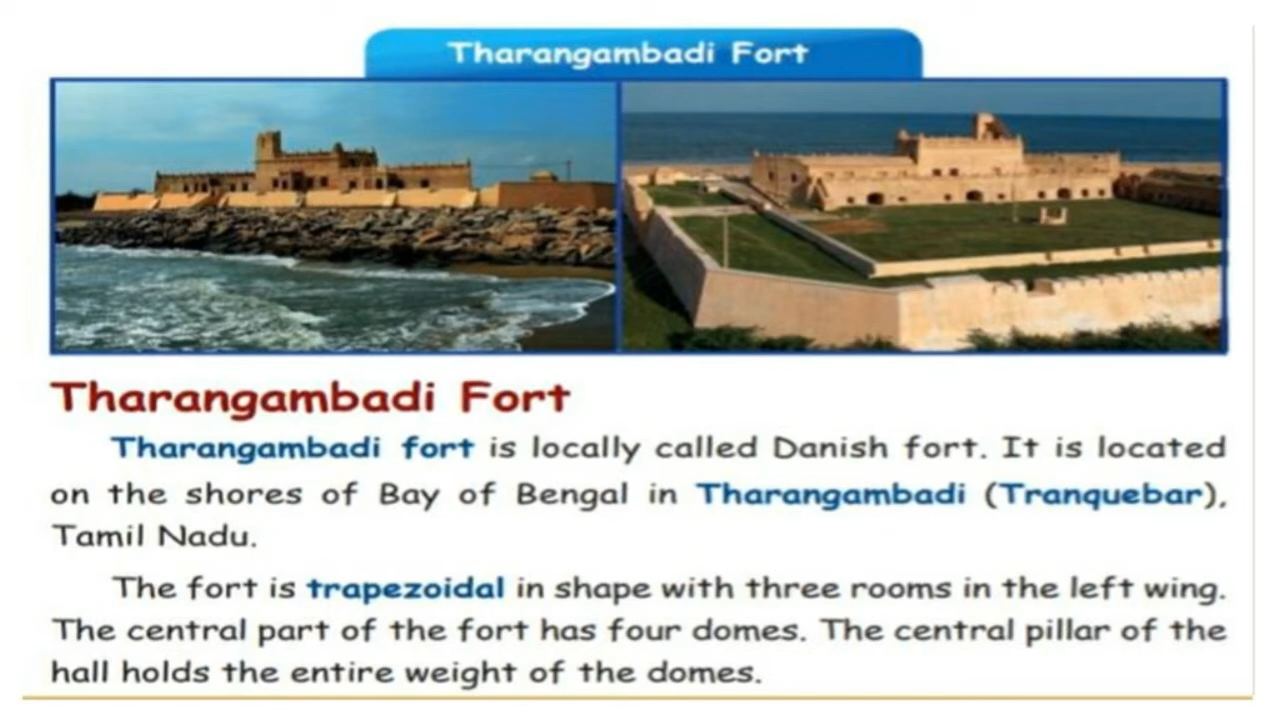 Tharangambadi Fort
Tharangambadi Fort
Tharangambadi fort is locally called Danish fort. It is located
on the shores of Bay of Bengal in Tharangambadi (Tranquebar),
Tamil Nadu.
The fort is trapezoidal in shape with three rooms in the left wing.
The central part of the fort has four domes. The central pillar of the
hall holds the entire weight of the domes.